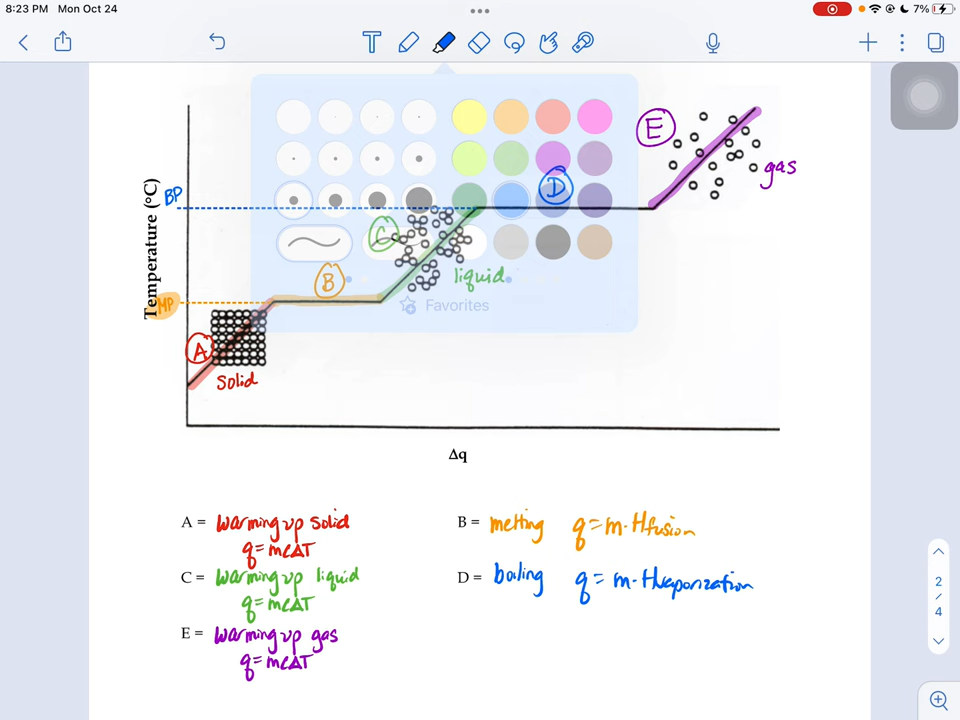 8:23 PM Mon Oct 24
7%
T
E
gas
D
BP
C
liquid
B
Favorites
MP
A
Solid
Temperature (°C)
Δq
A = warming up solid
q = mCΔT
B = melting q = m·Hfusion
C = warming up liquid
q = mCΔT
D = boiling q = m·Hvaporization
E = warming up gas
q = mCΔT
2
/
4